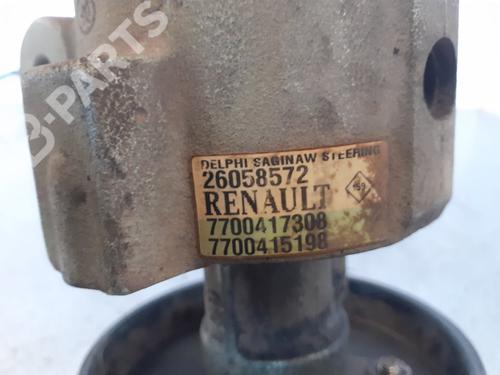 B-PARTS
DELPHI SAGINAW STEERING
26058572
RENAULT
7700417308
7700415198